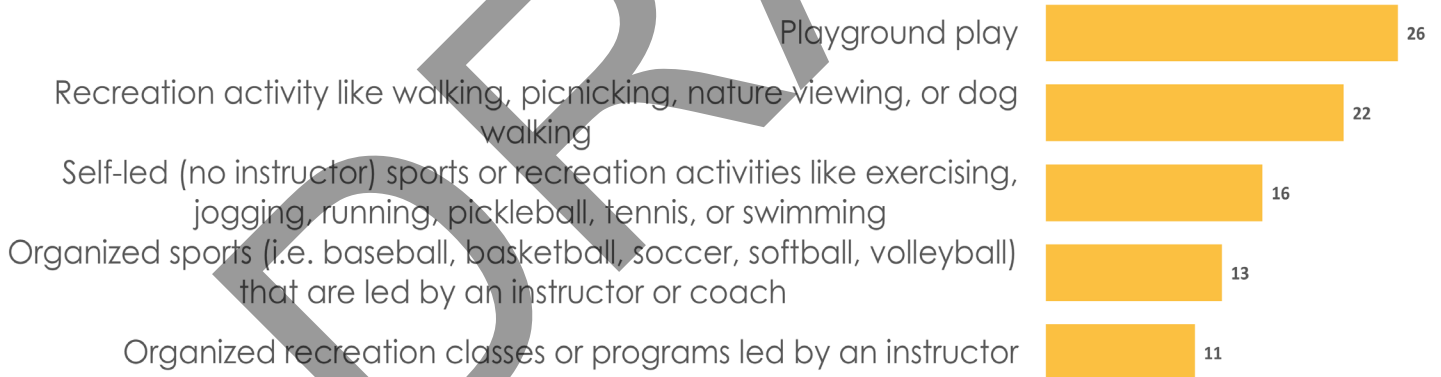 Playground play
26
Recreation activity like walking, picnicking, nature viewing, or dog
walking
22
Self-led (no instructor) sports or recreation activities like exercising,
jogging, running, pickleball, tennis, or swimming
16
Organized sports (i.e. baseball, basketball, soccer, softball, volleyball)
that are led by an instructor or coach
13
Organized recreation classes or programs led by an instructor
11